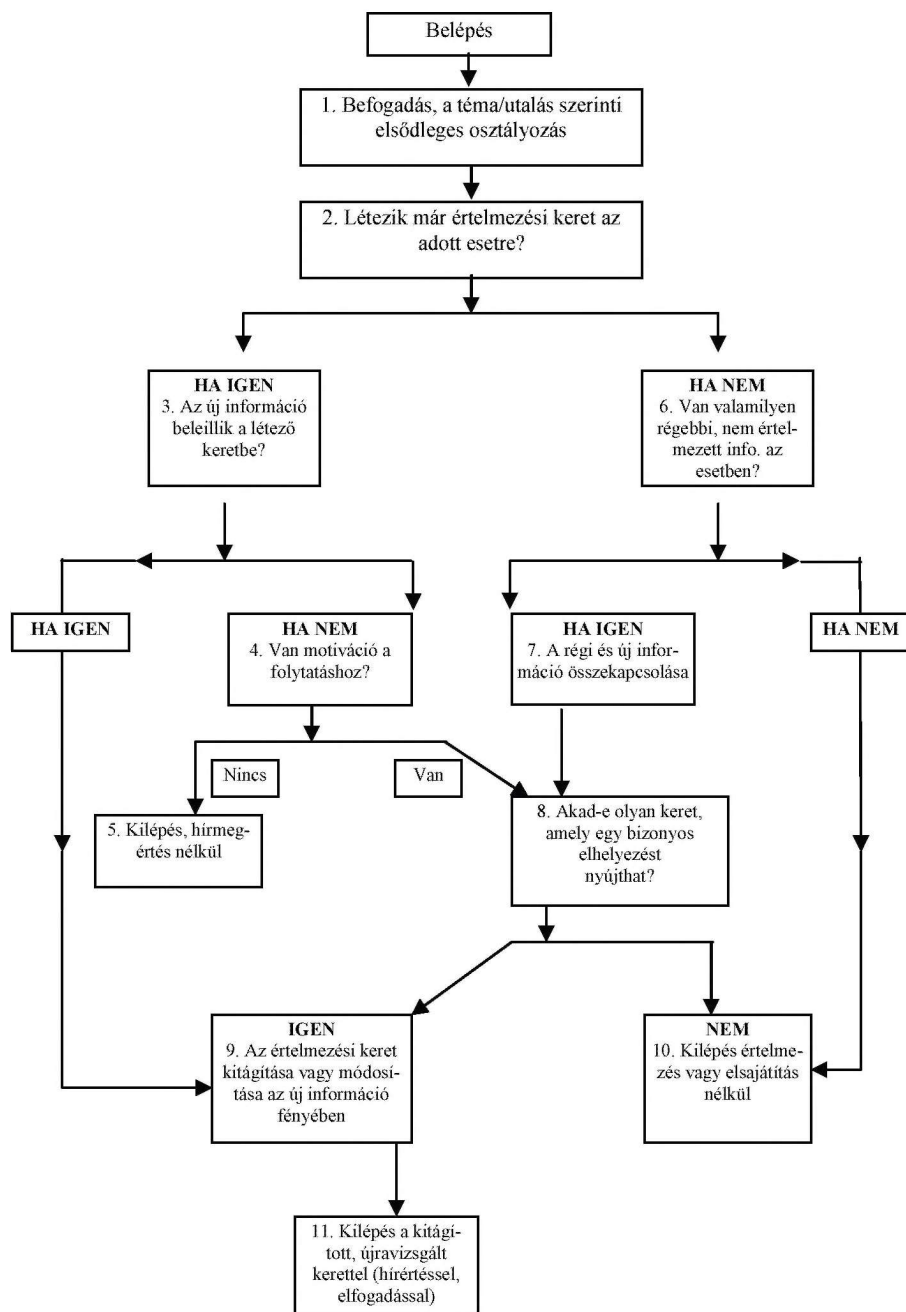 Belépés
1. Befogadás, a téma/utalás szerinti
elsődleges osztályozás
2. Létezik már értelmezési keret az
adott esetre?
HA IGEN
3. Az új információ
beleillik a létező
keretbe?
HA NEM
6. Van valamilyen
régebbi, nem értel-
mezett info. az
esetben?
HA IGEN
HA NEM
4. Van motiváció a
folytatáshoz?
HA IGEN
7. A régi és új infor-
máció összekapcsolása
HA NEM
Nincs
Van
5. Kilépés, hírmeg-
értés nélkül
8. Akad-e olyan keret,
amely egy bizonyos
elhelyezést
nyújthat?
IGEN
9. Az értelmezési keret
kitágítása vagy módosí-
tása az új információ
fényében
NEM
10. Kilépés értelme-
zés vagy elsajátítás
nélkül
11. Kilépés a kitágí-
tott, újravizsgált
kerettel (hírértéssel,
elfogadással)